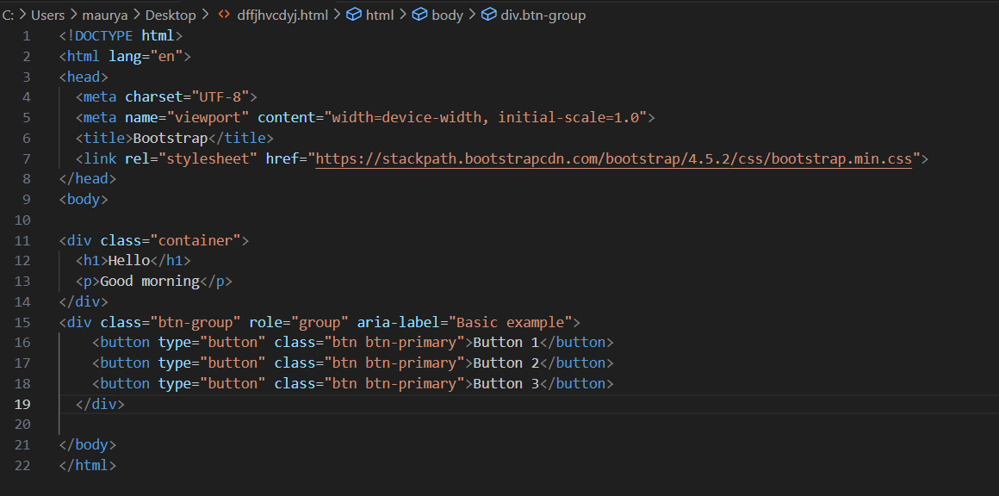 C: > Users > maurya > Desktop > <> dffjhvcdyj.html > html > body > div.btn-group
1 <!DOCTYPE html>
2 <html lang="en">
3 <head>
4   <meta charset="UTF-8">
5   <meta name="viewport" content="width=device-width, initial-scale=1.0">
6   <title>Bootstrap</title>
7   <link rel="stylesheet" href="https://stackpath.bootstrapcdn.com/bootstrap/4.5.2/css/bootstrap.min.css">
8 </head>
9 <body>
10
11 <div class="container">
12   <h1>Hello</h1>
13   <p>Good morning</p>
14 </div>
15 <div class="btn-group" role="group" aria-label="Basic example">
16     <button type="button" class="btn btn-primary">Button 1</button>
17     <button type="button" class="btn btn-primary">Button 2</button>
18     <button type="button" class="btn btn-primary">Button 3</button>
19   </div>
20
21 </body>
22 </html>